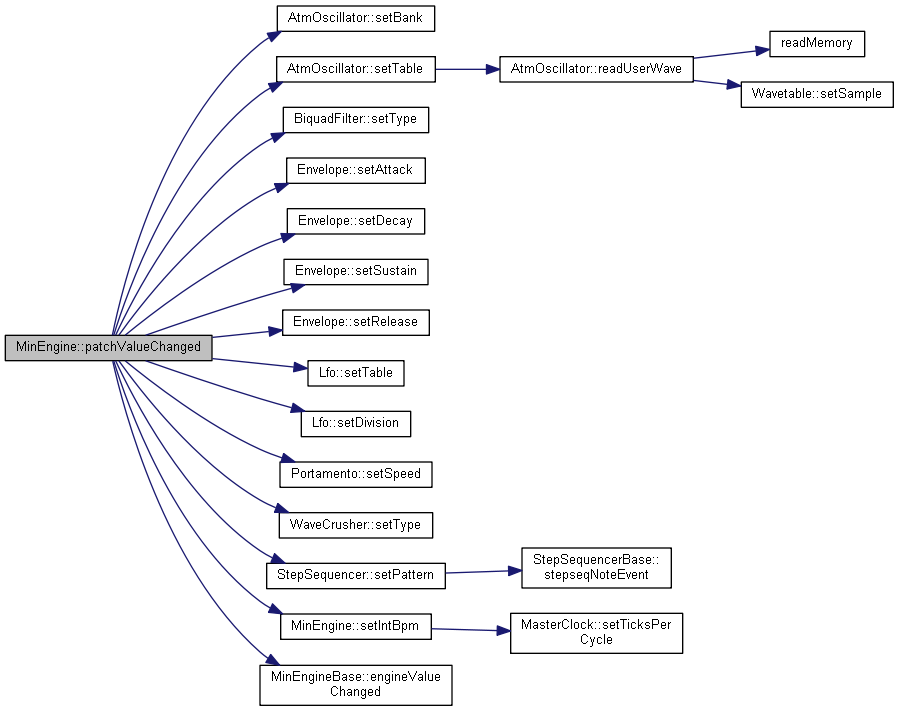 AtmOscillator::setBank
AtmOscillator::setTable
AtmOscillator::readUserWave
readMemory
Wavetable::setSample
BiquadFilter::setType
Envelope::setAttack
Envelope::setDecay
Envelope::setSustain
Envelope::setRelease
MinEngine::patchValueChanged
Lfo::setTable
Lfo::setDivision
Portamento::setSpeed
WaveCrusher::setType
StepSequencer::setPattern
StepSequencerBase::
stepseqNoteEvent
MinEngine::setIntBpm
MasterClock::setTicksPer
Cycle
MinEngineBase::engineValue
Changed